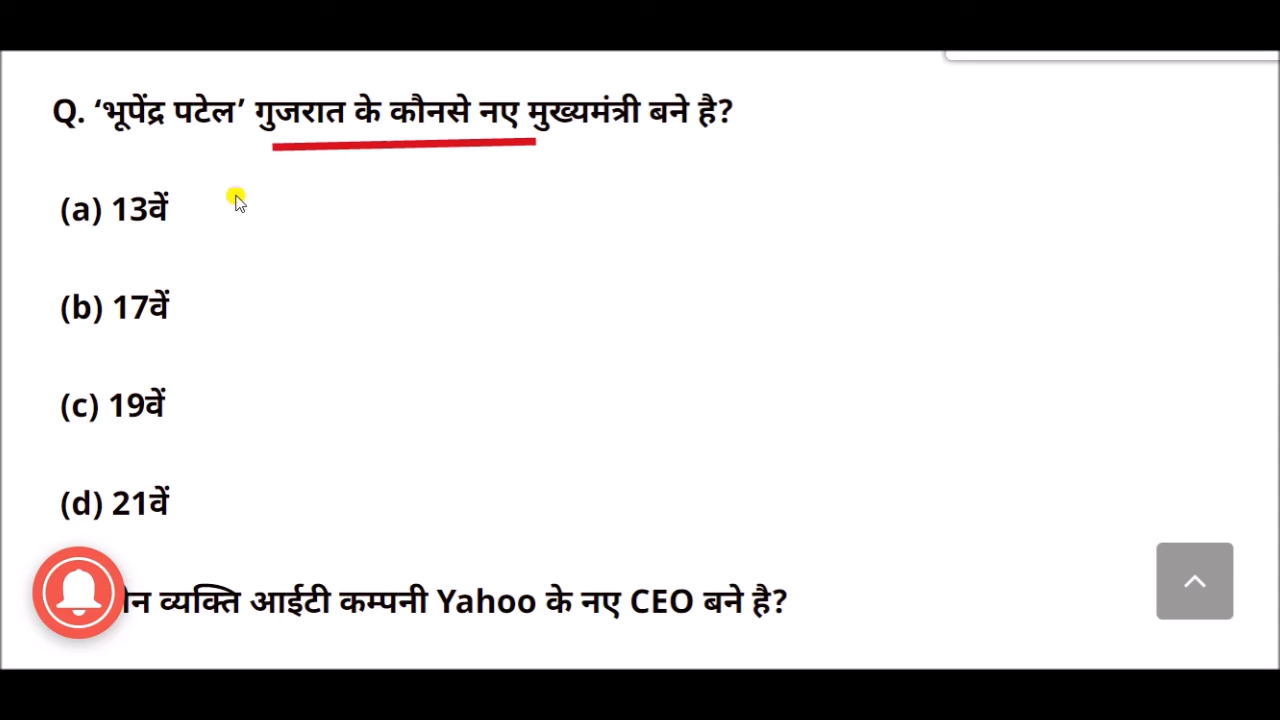 Q. ‘भूपेंद्र पटेल’ गुजरात के कौनसे नए मुख्यमंत्री बने है?
(a) 13वें
(b) 17वें
(c) 19वें
(d) 21वें
व्यक्ति आईटी कम्पनी Yahoo के नए CEO बने है?